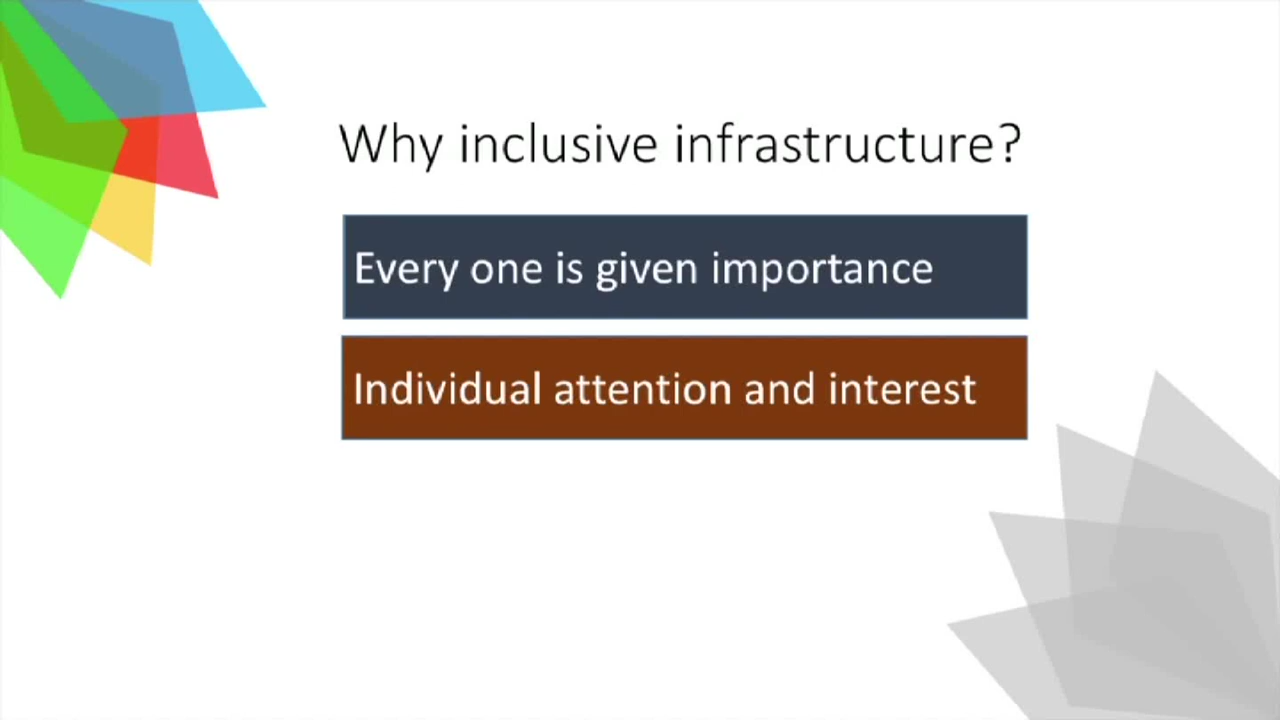 Why inclusive infrastructure?
Every one is given importance
Individual attention and interest